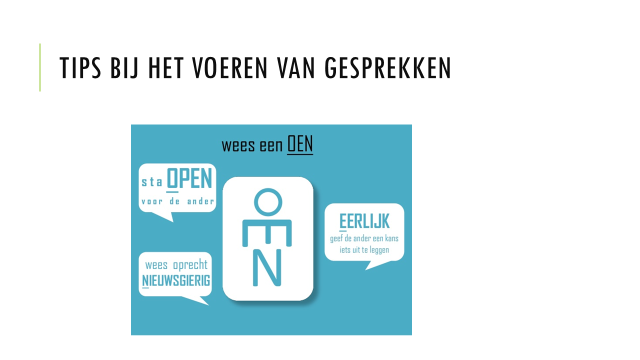 TIPS BIJ HET VOEREN VAN GESPREKKEN
wees een OEN
sta OPEN
voor de ander
OEN
EERLIJK
geef de ander een kans
iets uit te leggen
wees oprecht
NIEUWSGIERIG